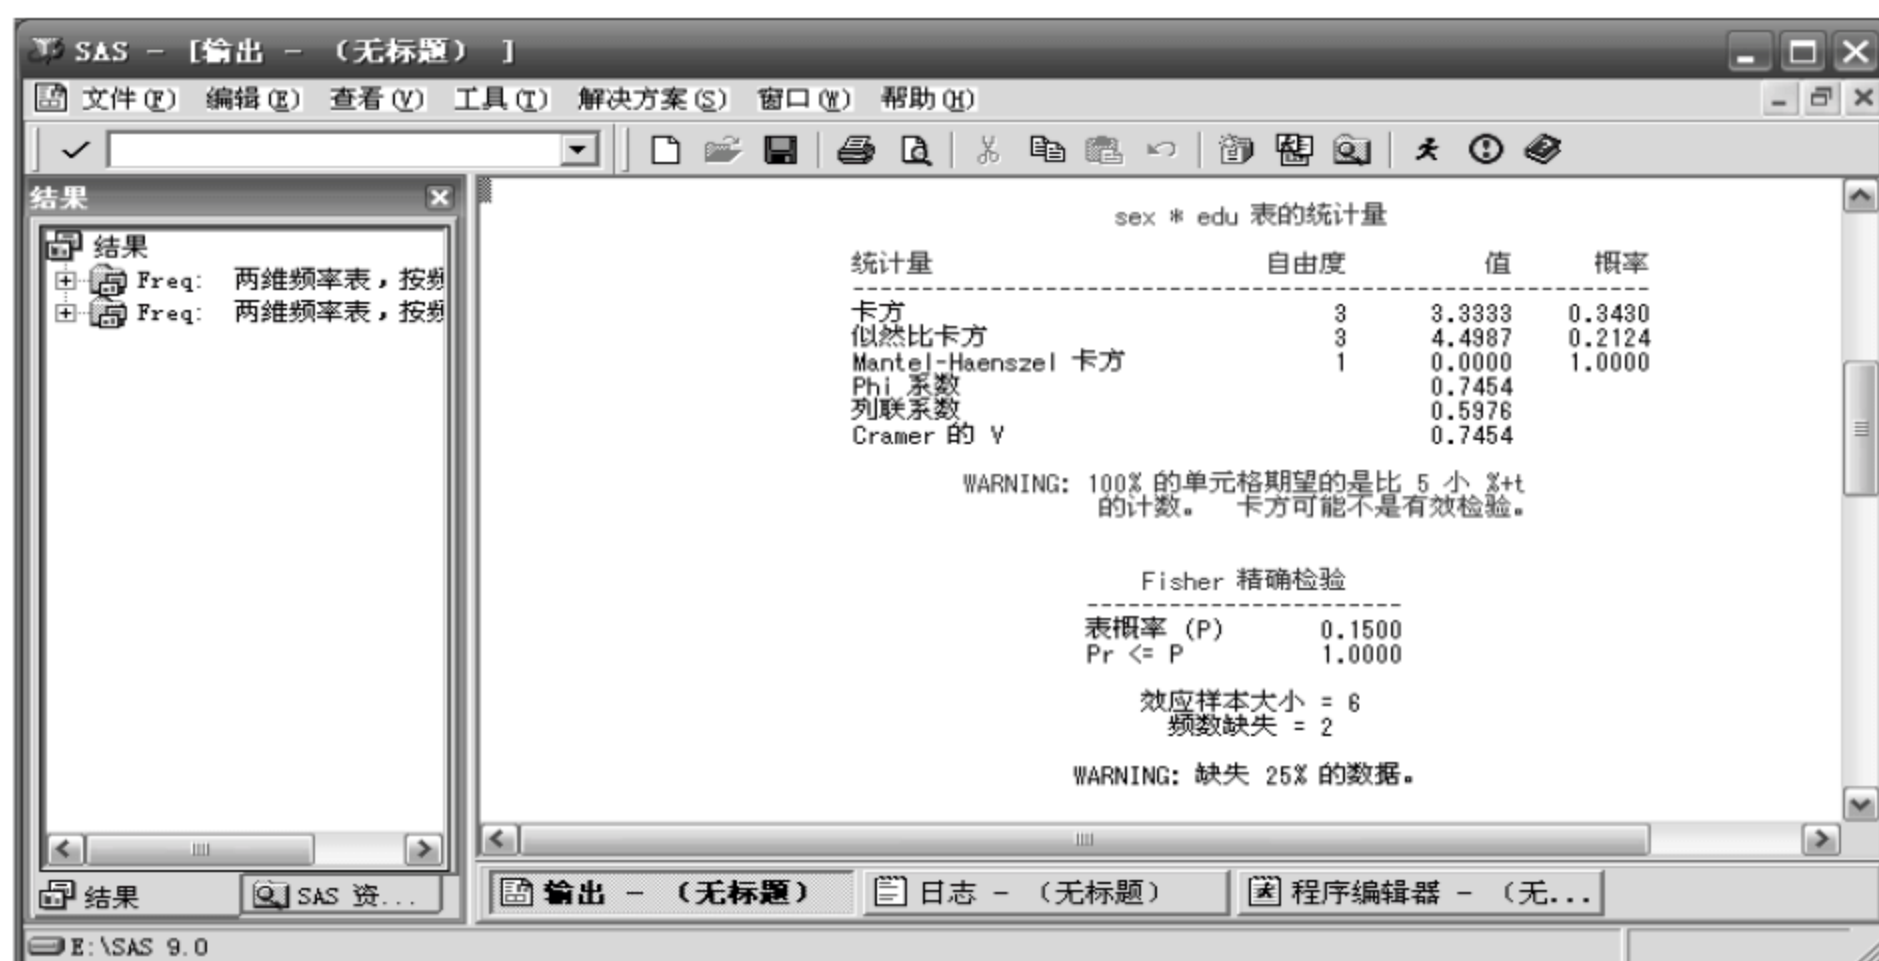 SAS - [输出 - （无标题） ]
文件(F) 编辑(E) 查看(V) 工具(T) 解决方案(S) 窗口(W) 帮助(H)
结果
结果
Freq: 两维频率表，按频
Freq: 两维频率表，按频
sex * edu 表的统计量
统计量 自由度 值 概率
卡方 3 3.3333 0.3430
似然比卡方 3 4.4987 0.2124
Mantel-Haenszel 卡方 1 0.0000 1.0000
Phi 系数 0.7454
列联系数 0.5976
Cramer 的 V 0.7454
WARNING: 100% 的单元格期望的是比 5 小 %+t
的计数。 卡方可能不是有效检验。
Fisher 精确检验
表概率 (P) 0.1500
Pr <= P 1.0000
效应样本大小 = 6
频数缺失 = 2
WARNING: 缺失 25% 的数据。
结果 SAS 资...
输出 - （无标题） 日志 - （无标题） 程序编辑器 - （无...
E:\SAS 9.0